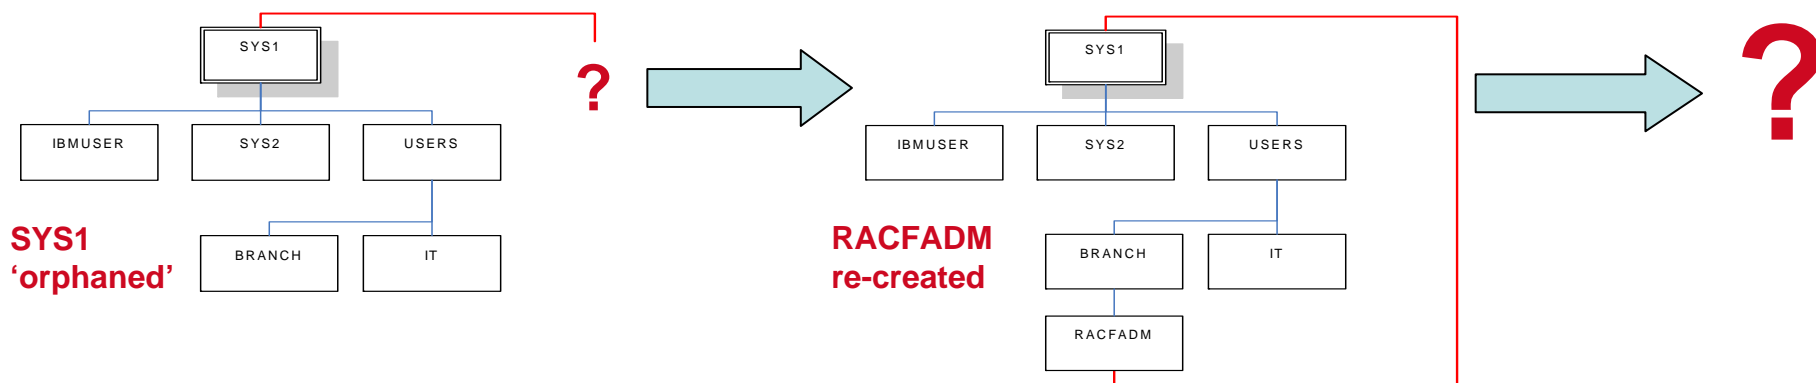 SYS1
?
IBMUSER
SYS2
USERS
SYS1
'orphaned'
BRANCH
IT
SYS1
IBMUSER
SYS2
USERS
RACFADM
re-created
BRANCH
IT
RACFADM
?